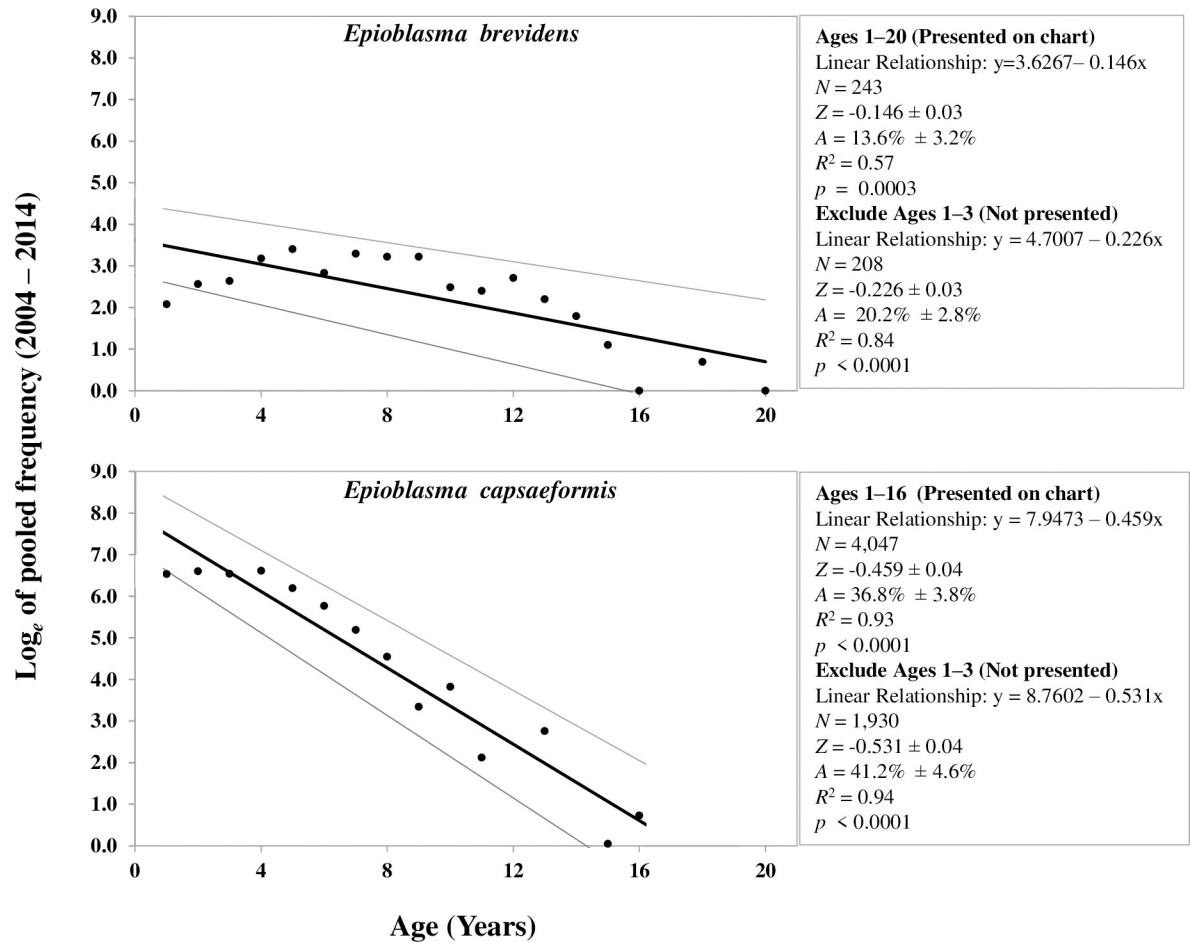 Log_e of pooled frequency (2004 – 2014)
9.0
8.0
7.0
6.0
5.0
4.0
3.0
2.0
1.0
0.0
Epioblasma brevidens
0 4 8 12 16 20
Ages 1–20 (Presented on chart)
Linear Relationship: y=3.6267– 0.146x
N = 243
Z = -0.146 ± 0.03
A = 13.6% ± 3.2%
R² = 0.57
p = 0.0003
Exclude Ages 1–3 (Not presented)
Linear Relationship: y = 4.7007 – 0.226x
N = 208
Z = -0.226 ± 0.03
A = 20.2% ± 2.8%
R² = 0.84
p < 0.0001
9.0
8.0
7.0
6.0
5.0
4.0
3.0
2.0
1.0
0.0
Epioblasma capsaeformis
0 4 8 12 16 20
Ages 1–16 (Presented on chart)
Linear Relationship: y = 7.9473 – 0.459x
N = 4,047
Z = -0.459 ± 0.04
A = 36.8% ± 3.8%
R² = 0.93
p < 0.0001
Exclude Ages 1–3 (Not presented)
Linear Relationship: y = 8.7602 – 0.531x
N = 1,930
Z = -0.531 ± 0.04
A = 41.2% ± 4.6%
R² = 0.94
p < 0.0001
Age (Years)